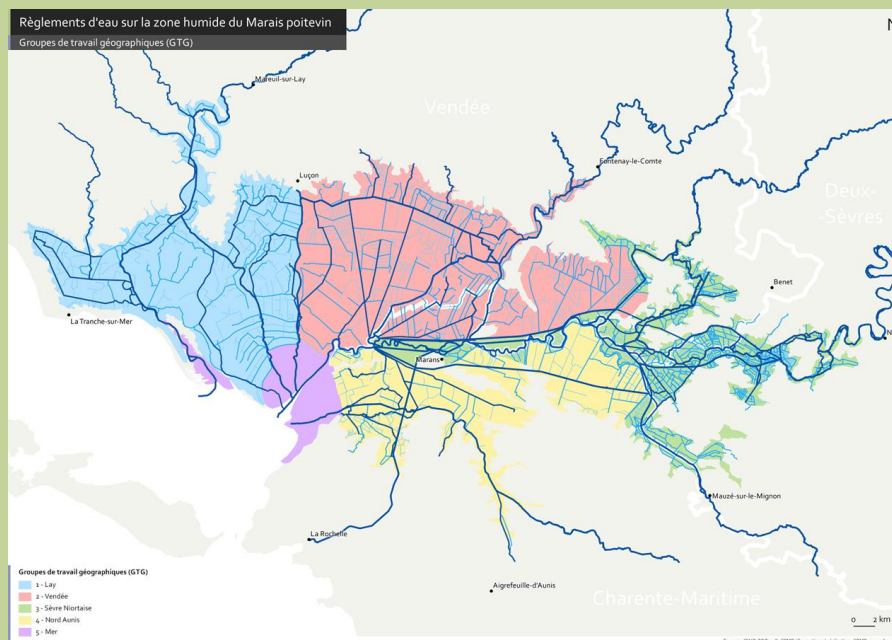 Règlements d'eau sur la zone humide du Marais poitevin
Groupes de travail géographiques (GTG)
N
Mareuil-sur-Lay
Vendée
Luçon
Fontenay-le-Comte
Deux-
-Sèvres
Benet
La Tranche-sur-Mer
N
Marans
Mauzé-sur-le-Mignon
La Rochelle
Aigrefeuille-d'Aunis
Charente-Maritime
Groupes de travail géographiques (GTG)
1 - Lay
2 - Vendée
3 - Sèvre Niortaise
4 - Nord Aunis
5 - Mer
0 2 km